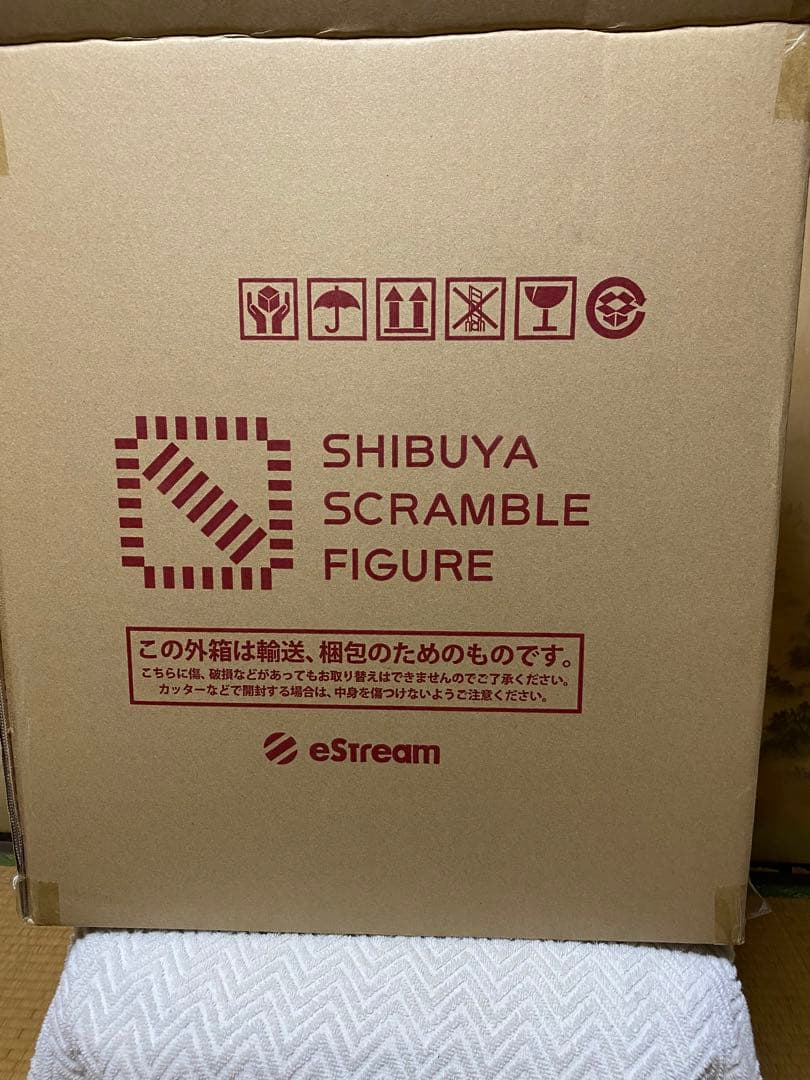 SHIBUYA
SCRAMBLE
FIGURE
この外箱は輸送、梱包のためのものです。
こちらに傷、破損などがあってもお取り替えはできませんのでご了承ください。
カッターなどで開封する場合は、中身を傷つけないようご注意ください。
eStream